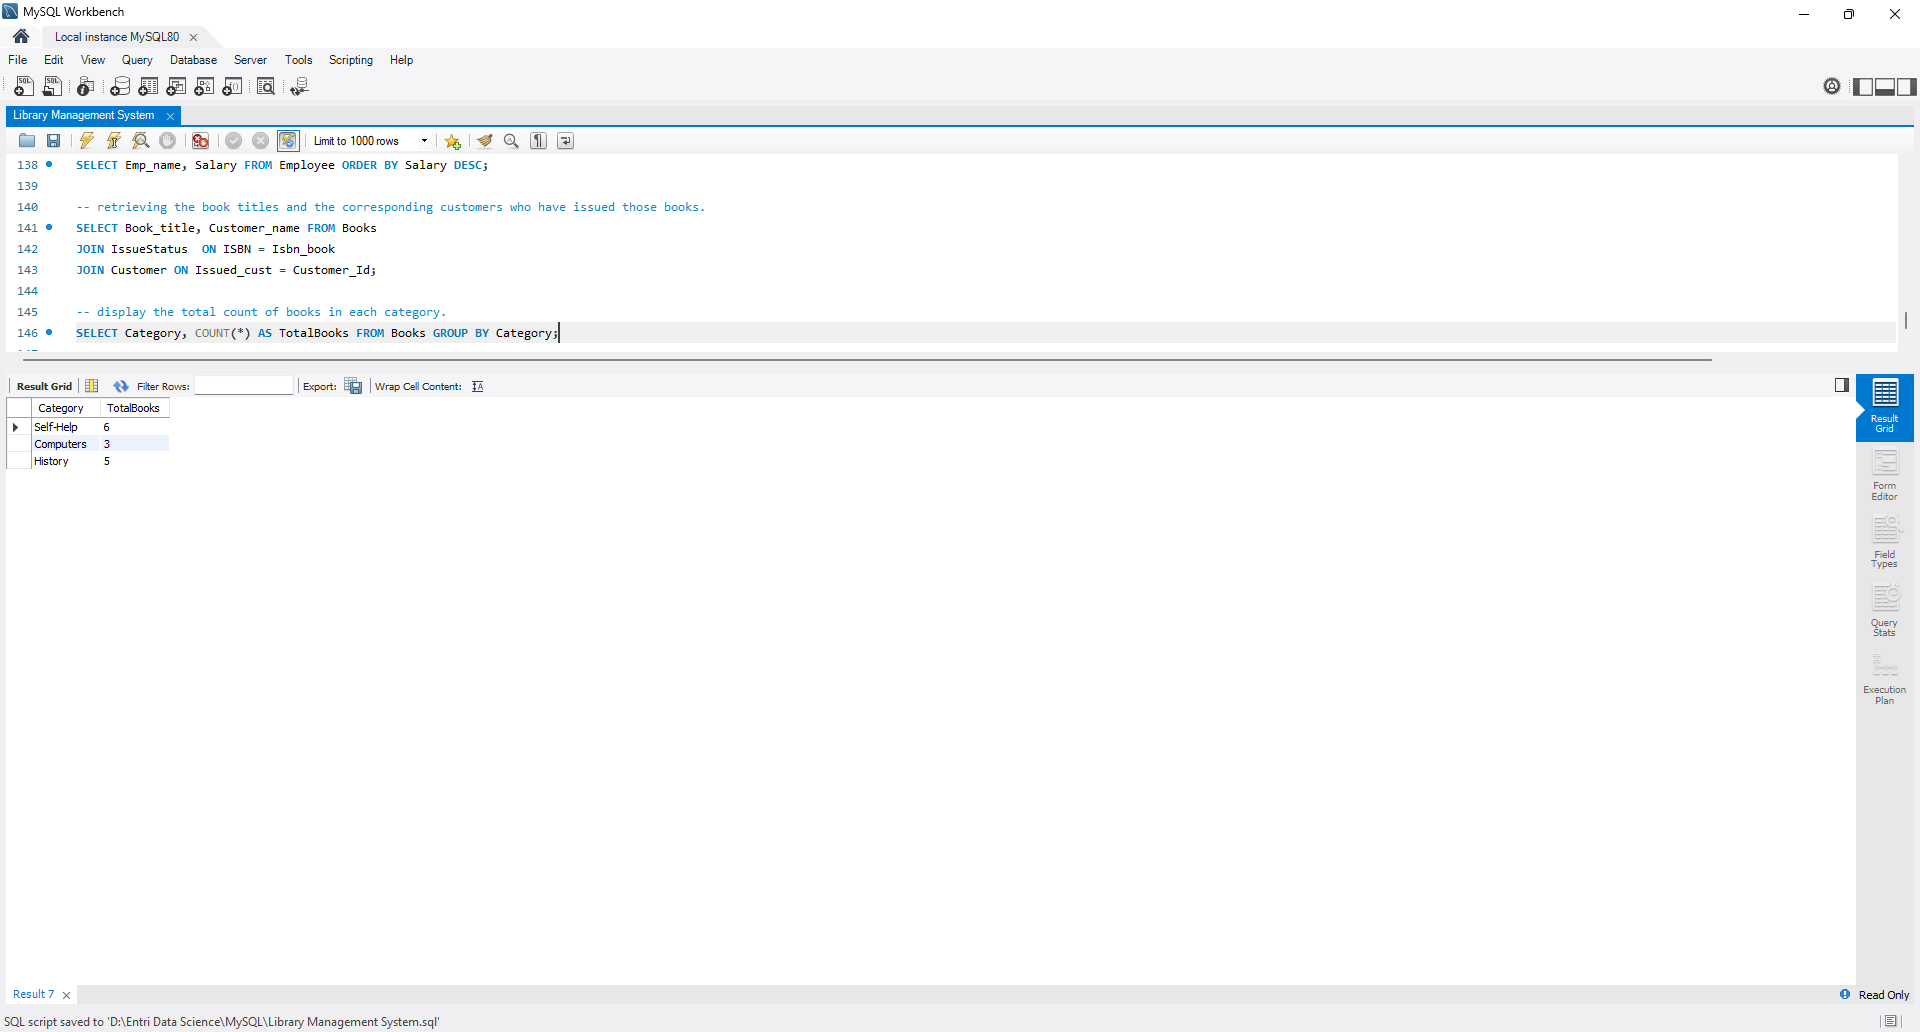 MySQL Workbench
Local instance MySQL80
File Edit View Query Database Server Tools Scripting Help
Library Management System
Limit to 1000 rows
138 SELECT Emp_name, Salary FROM Employee ORDER BY Salary DESC;
139
140 -- retrieving the book titles and the corresponding customers who have issued those books.
141 SELECT Book_title, Customer_name FROM Books
142 JOIN IssueStatus  ON ISBN = Isbn_book
143 JOIN Customer ON Issued_cust = Customer_Id;
144
145 -- display the total count of books in each category.
146 SELECT Category, COUNT(*) AS TotalBooks FROM Books GROUP BY Category;
Result Grid Filter Rows: Export: Wrap Cell Content:
Category TotalBooks
Self-Help 6
Computers 3
History 5
Result
Grid
Form
Editor
Field
Types
Query
Stats
Execution
Plan
Result 7 Read Only
SQL script saved to 'D:\Entri Data Science\MySQL\Library Management System.sql'